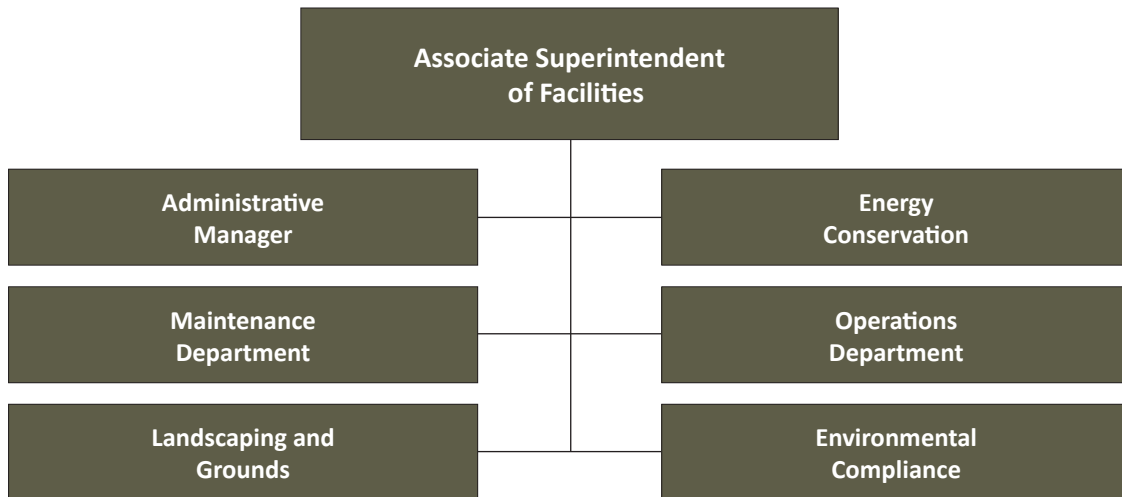 Associate Superintendent
of Facilities
Administrative
Manager
Energy
Conservation
Maintenance
Department
Operations
Department
Landscaping and
Grounds
Environmental
Compliance